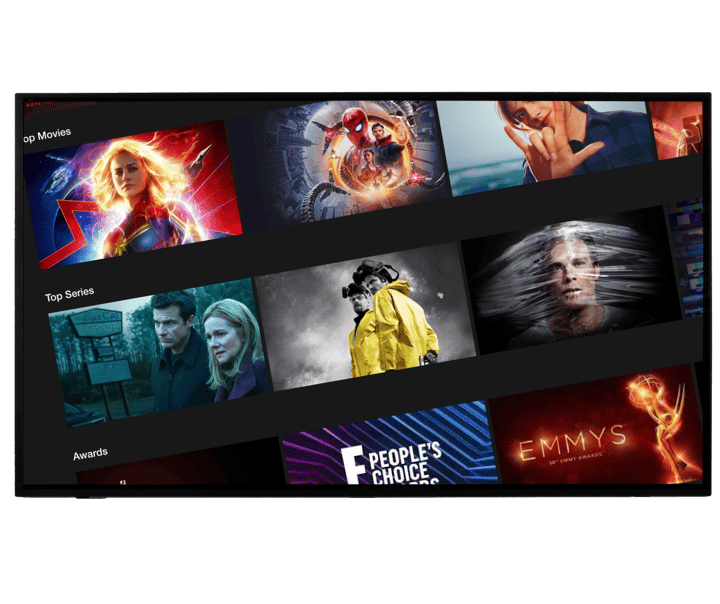 op Movies
Top Series
Awards
E PEOPLE'S
CHOICE
EMMYS